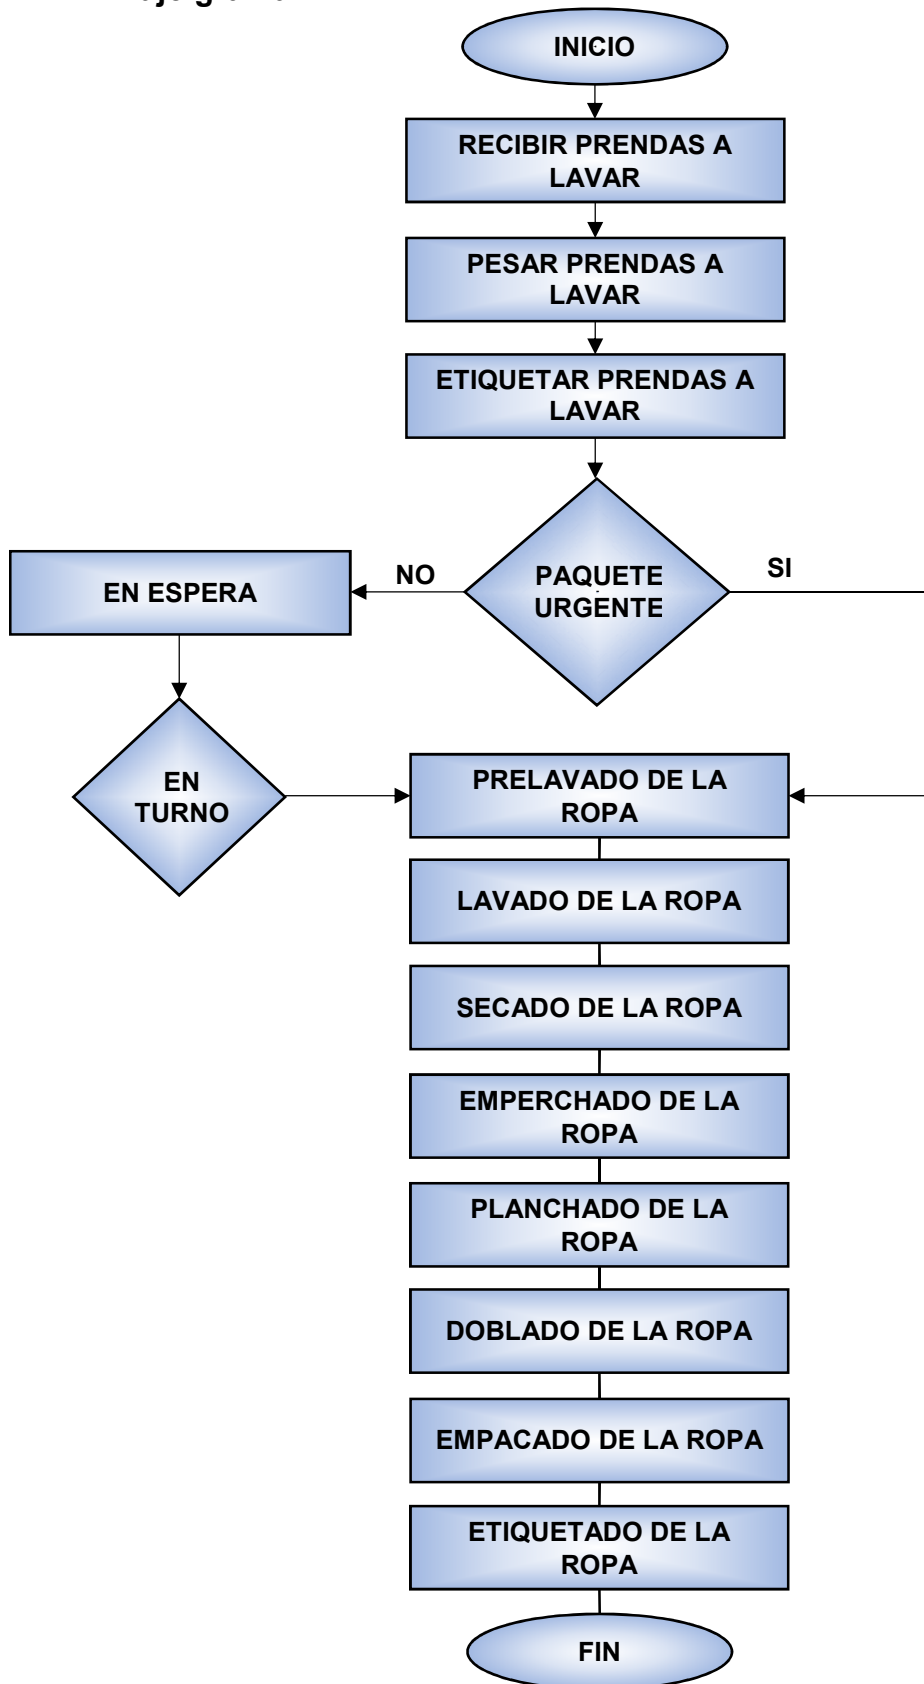 INICIO
RECIBIR PRENDAS A
LAVAR
PESAR PRENDAS A
LAVAR
ETIQUETAR PRENDAS A
LAVAR
PAQUETE
URGENTE
NO
SI
EN ESPERA
EN
TURNO
PRELAVADO DE LA
ROPA
LAVADO DE LA ROPA
SECADO DE LA ROPA
EMPERCHADO DE LA
ROPA
PLANCHADO DE LA
ROPA
DOBLADO DE LA ROPA
EMPACADO DE LA ROPA
ETIQUETADO DE LA
ROPA
FIN